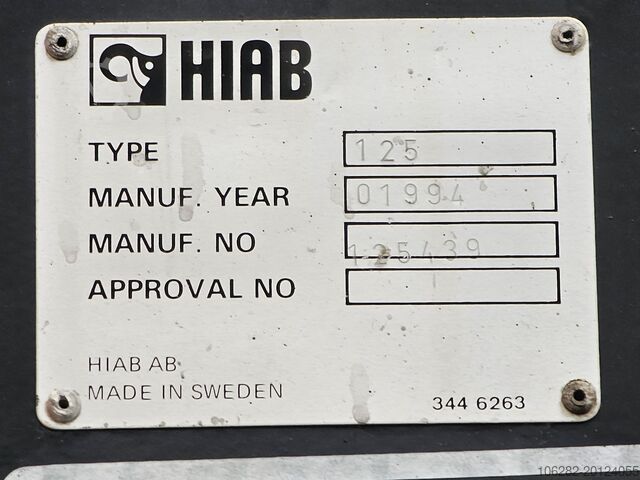 HIAB
TYPE 125
MANUF. YEAR 01994
MANUF. NO 125439
APPROVAL NO
HIAB AB
MADE IN SWEDEN 344 6263